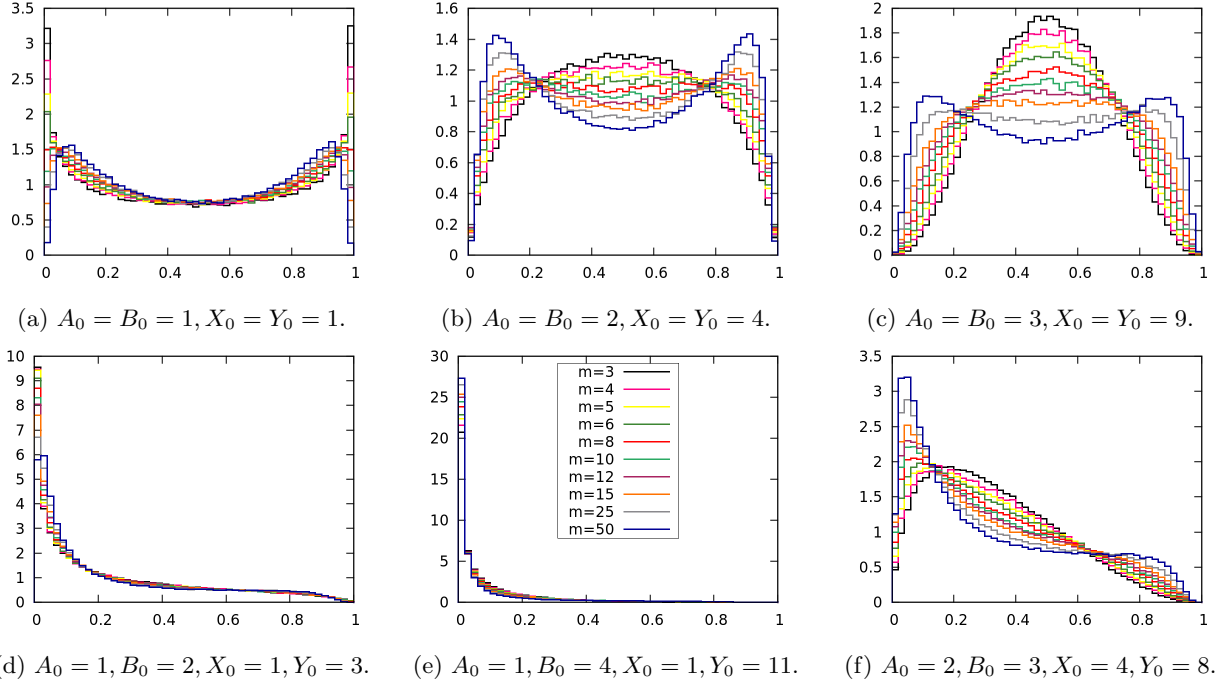 3.5
3
2.5
2
1.5
1
0.5
0
0 0.2 0.4 0.6 0.8 1
(a) A₀ = B₀ = 1, X₀ = Y₀ = 1.
1.6
1.4
1.2
1
0.8
0.6
0.4
0.2
0
0 0.2 0.4 0.6 0.8 1
(b) A₀ = B₀ = 2, X₀ = Y₀ = 4.
2
1.8
1.6
1.4
1.2
1
0.8
0.6
0.4
0.2
0
0 0.2 0.4 0.6 0.8 1
(c) A₀ = B₀ = 3, X₀ = Y₀ = 9.
10
9
8
7
6
5
4
3
2
1
0
0 0.2 0.4 0.6 0.8 1
(d) A₀ = 1, B₀ = 2, X₀ = 1, Y₀ = 3.
30
25
20
15
10
5
0
m=3
m=4
m=5
m=6
m=8
m=10
m=12
m=15
m=25
m=50
0 0.2 0.4 0.6 0.8 1
(e) A₀ = 1, B₀ = 4, X₀ = 1, Y₀ = 11.
3.5
3
2.5
2
1.5
1
0.5
0
0 0.2 0.4 0.6 0.8 1
(f) A₀ = 2, B₀ = 3, X₀ = 4, Y₀ = 8.